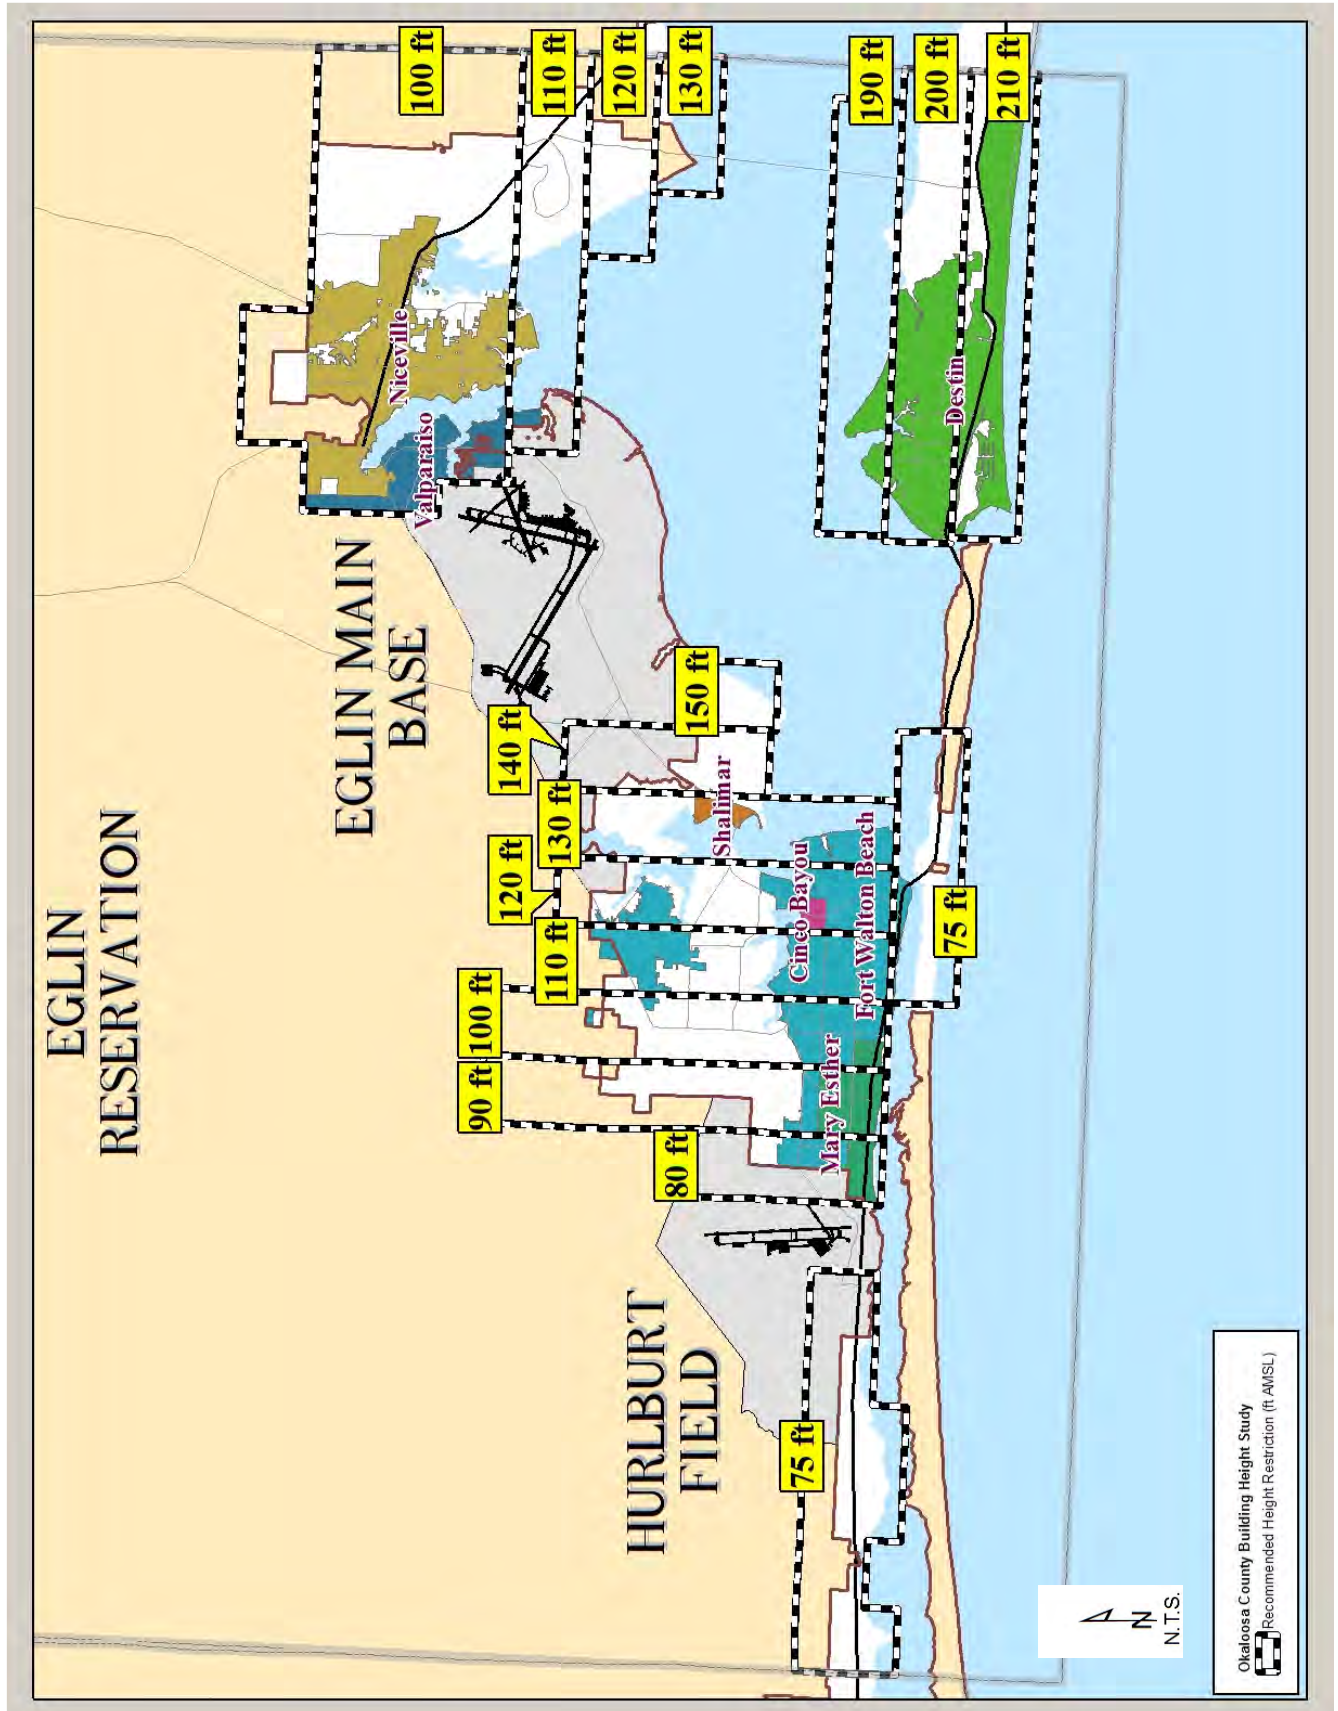 EGLIN
RESERVATION
EGLIN MAIN
BASE
HURLBURT
FIELD
Niceville
Valparaiso
Shalimar
Cinco Bayou
Fort Walton Beach
Mary Esther
Destin
100 ft
110 ft
120 ft
130 ft
190 ft
200 ft
210 ft
150 ft
140 ft
130 ft
120 ft
110 ft
100 ft
90 ft
80 ft
75 ft
75 ft
N
N.T.S.
Okaloosa County Building Height Study
Recommended Height Restriction (ft AMSL)